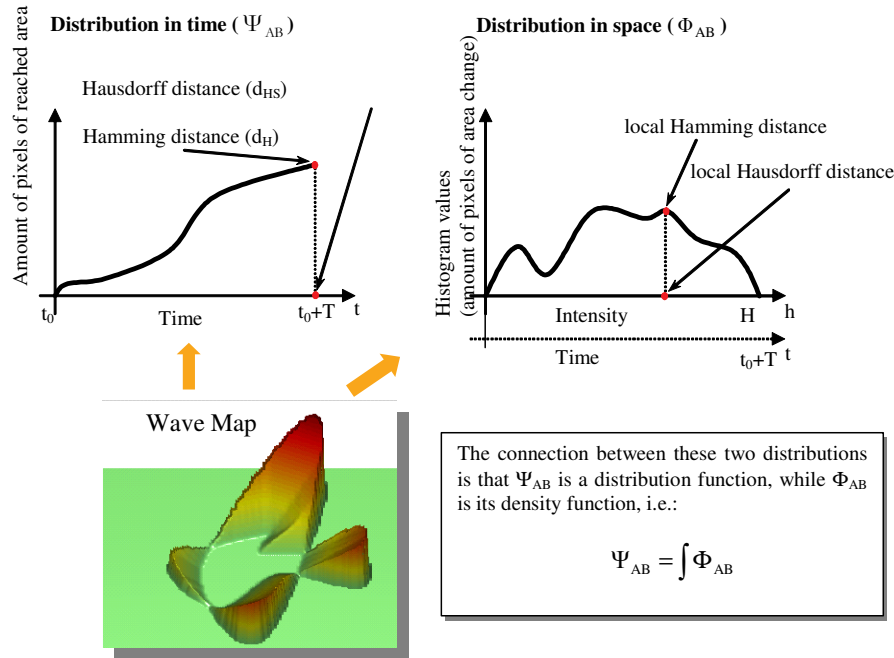 Distribution in time ( Ψ_AB )
Amount of pixels of reached area
Hausdorff distance (d_HS)
Hamming distance (d_H)
t_0
Time
t_0+T
t
Distribution in space ( Φ_AB )
Histogram values
(amount of pixels of area change)
local Hamming distance
local Hausdorff distance
Intensity
H
h
Time
t_0+T
t
Wave Map
The connection between these two distributions
is that Ψ_AB is a distribution function, while Φ_AB
is its density function, i.e.:
Ψ_AB = ∫ Φ_AB